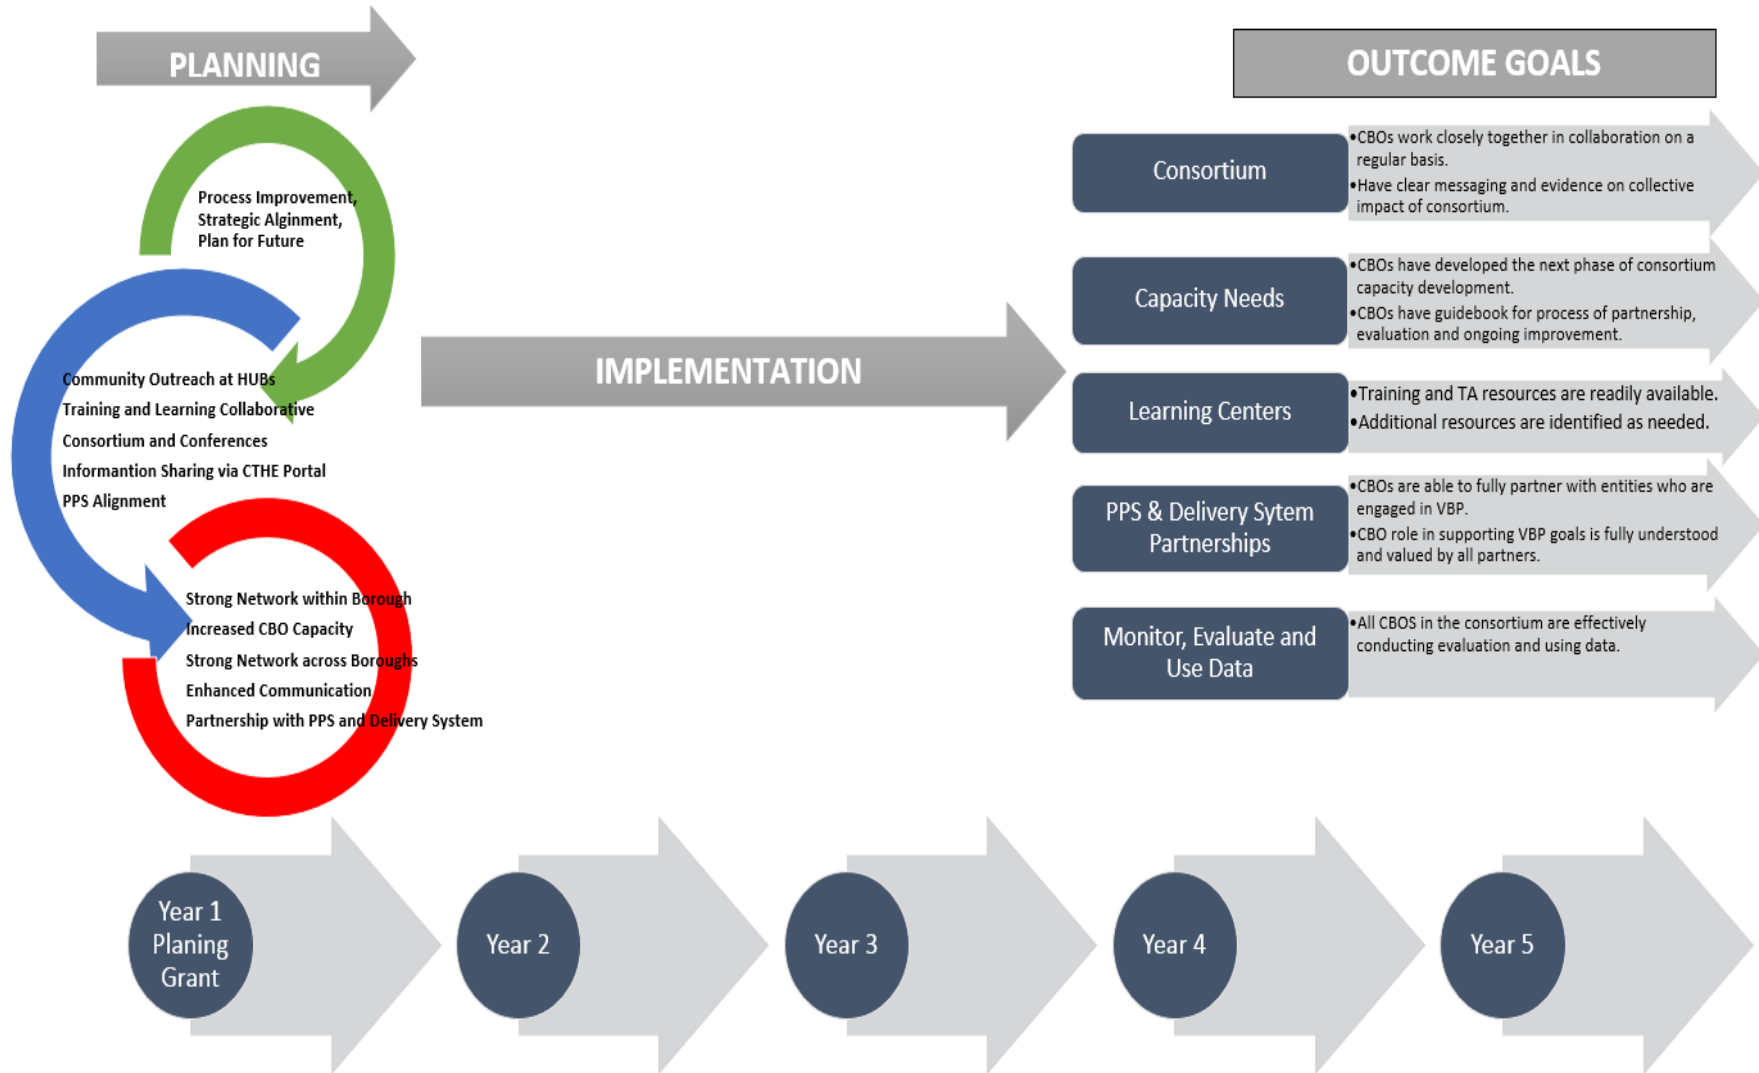 PLANNING
Process Improvement,
Strategic Alginment,
Plan for Future
Community Outreach at HUBs
Training and Learning Collaborative
Consortium and Conferences
Informantion Sharing via CTHE Portal
PPS Alignment
Strong Network within Borough
Increased CBO Capacity
Strong Network across Boroughs
Enhanced Communication
Partnership with PPS and Delivery System
IMPLEMENTATION
OUTCOME GOALS
Consortium
•CBOs work closely together in collaboration on a
regular basis.
•Have clear messaging and evidence on collective
impact of consortium.
Capacity Needs
•CBOs have developed the next phase of consortium
capacity development.
•CBOs have guidebook for process of partnership,
evaluation and ongoing improvement.
Learning Centers
•Training and TA resources are readily available.
•Additional resources are identified as needed.
PPS & Delivery Sytem
Partnerships
•CBOs are able to fully partner with entities who are
engaged in VBP.
•CBO role in supporting VBP goals is fully understood
and valued by all partners.
Monitor, Evaluate and
Use Data
•All CBOS in the consortium are effectively
conducting evaluation and using data.
Year 1
Planing
Grant
Year 2
Year 3
Year 4
Year 5